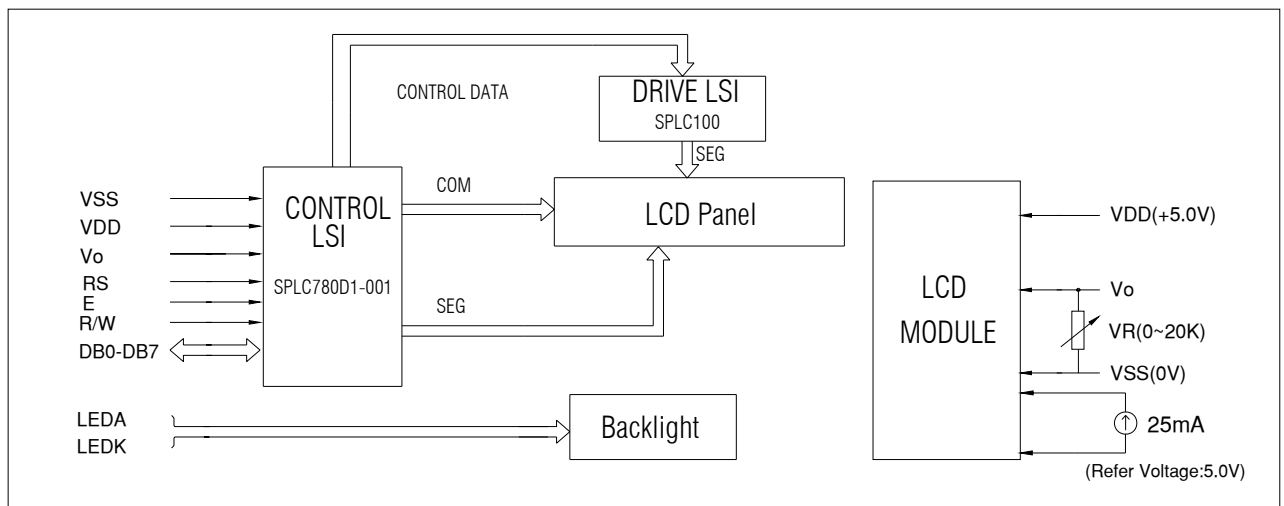 CONTROL DATA
DRIVE LSI
SPLC100
SEG
VSS
VDD
Vo
RS
E
R/W
DB0-DB7
CONTROL
LSI
SPLC780D1-001
COM
SEG
LCD Panel
LEDA
LEDK
Backlight
LCD
MODULE
VDD(+5.0V)
Vo
VR(0~20K)
VSS(0V)
25mA
(Refer Voltage:5.0V)